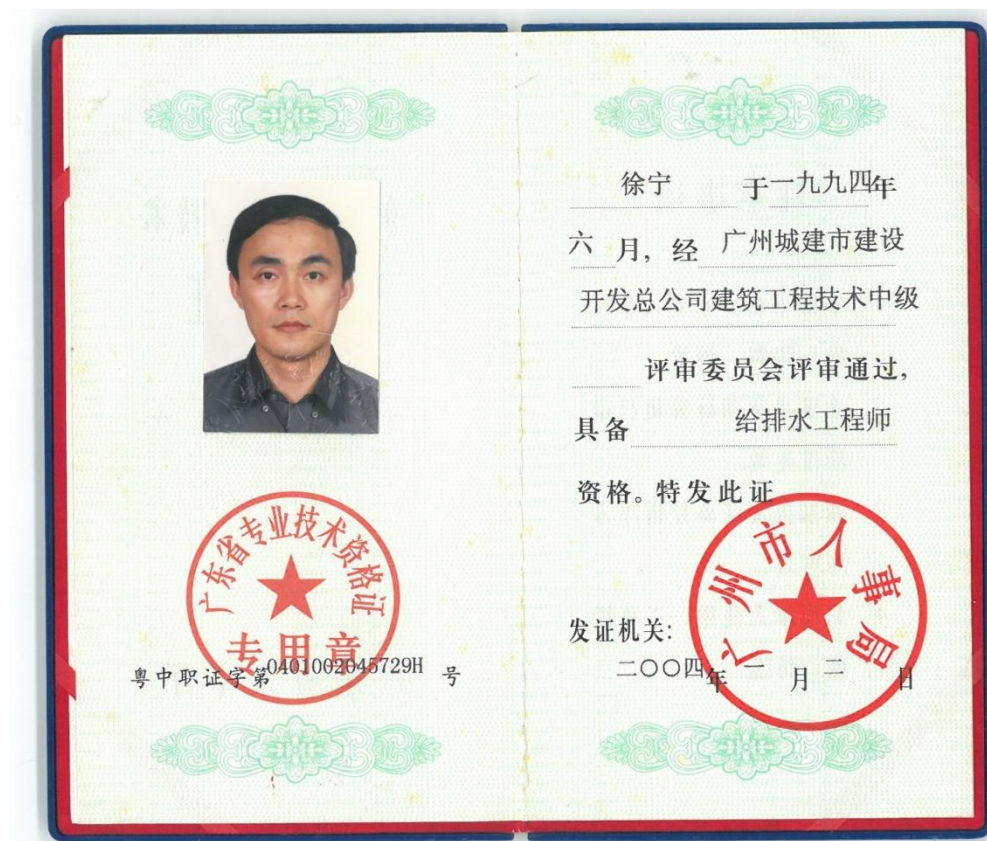 广东省专业技术资格证
专用章
粤中职证字第0401002045729H 号
徐宁 于一九九四年
六 月，经 广州城建市建设
开发总公司建筑工程技术中级
评审委员会评审通过，
具备 给排水工程师
资格。特发此证
广州市人事局
发证机关：
二〇〇四年 一 月 二 日